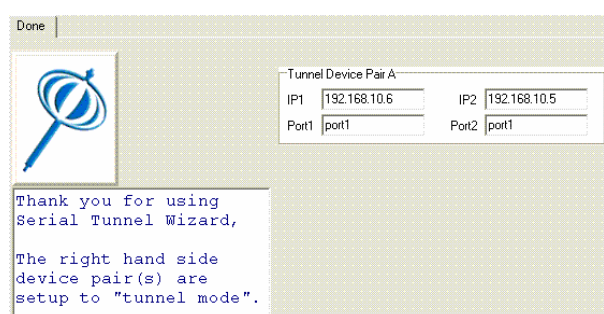 Done
Tunnel Device Pair A
IP1 192.168.10.6 IP2 192.168.10.5
Port1 port1 Port2 port1
Thank you for using
Serial Tunnel Wizard,
The right hand side
device pair(s) are
setup to "tunnel mode".